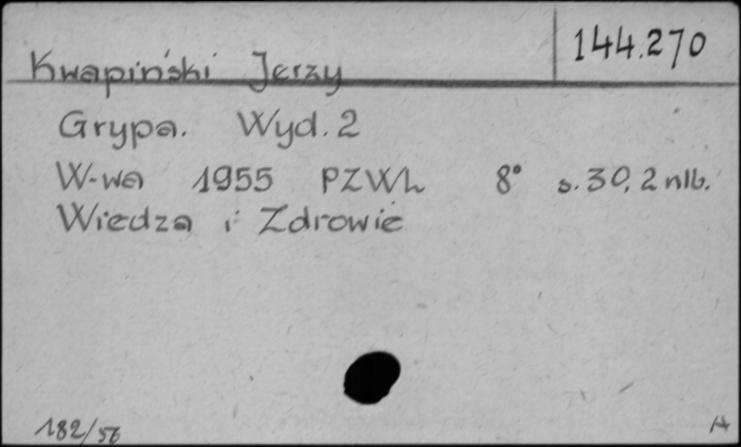 144.270
Kwapiński Jerzy
Grypa. Wyd. 2
W-wa 1955 PZWL 8° s. 30, 2 nlb.
Wiedza i Zdrowie
182/56
A